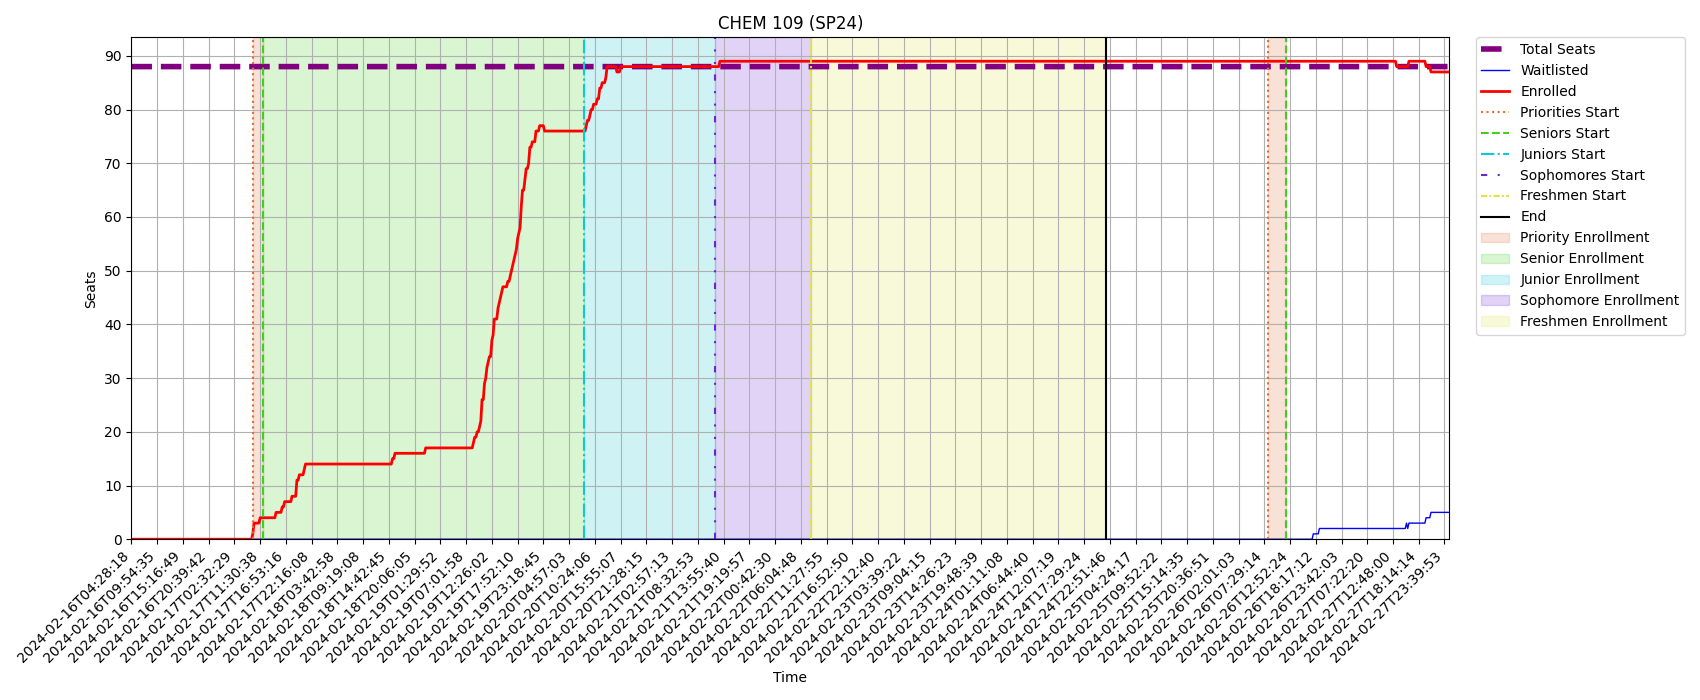 CHEM 109 (SP24)
Total Seats
Waitlisted
Enrolled
Priorities Start
Seniors Start
Juniors Start
Sophomores Start
Freshmen Start
End
Priority Enrollment
Senior Enrollment
Junior Enrollment
Sophomore Enrollment
Freshmen Enrollment
Seats
90
80
70
60
50
40
30
20
10
0
2024-02-16T04:28:18
2024-02-16T09:54:35
2024-02-16T15:16:49
2024-02-16T20:39:42
2024-02-17T02:32:29
2024-02-17T11:30:38
2024-02-17T16:53:16
2024-02-17T22:16:08
2024-02-18T03:42:58
2024-02-18T09:19:08
2024-02-18T14:42:45
2024-02-18T20:06:05
2024-02-19T01:29:52
2024-02-19T07:01:58
2024-02-19T12:26:02
2024-02-19T17:52:10
2024-02-19T23:18:45
2024-02-20T04:57:03
2024-02-20T10:24:06
2024-02-20T15:55:07
2024-02-20T21:28:15
2024-02-21T02:57:13
2024-02-21T08:32:53
2024-02-21T13:55:40
2024-02-21T19:19:57
2024-02-22T00:42:30
2024-02-22T06:04:48
2024-02-22T11:27:55
2024-02-22T16:52:50
2024-02-22T22:12:40
2024-02-23T03:39:22
2024-02-23T09:04:15
2024-02-23T14:26:23
2024-02-23T19:48:39
2024-02-24T01:11:08
2024-02-24T06:44:40
2024-02-24T12:07:19
2024-02-24T17:29:24
2024-02-24T22:51:46
2024-02-25T04:24:17
2024-02-25T09:52:22
2024-02-25T15:14:35
2024-02-25T20:36:51
2024-02-26T02:01:03
2024-02-26T07:29:14
2024-02-26T12:52:24
2024-02-26T18:17:12
2024-02-26T23:42:03
2024-02-27T07:22:20
2024-02-27T12:48:00
2024-02-27T18:14:14
2024-02-27T23:39:53
Time